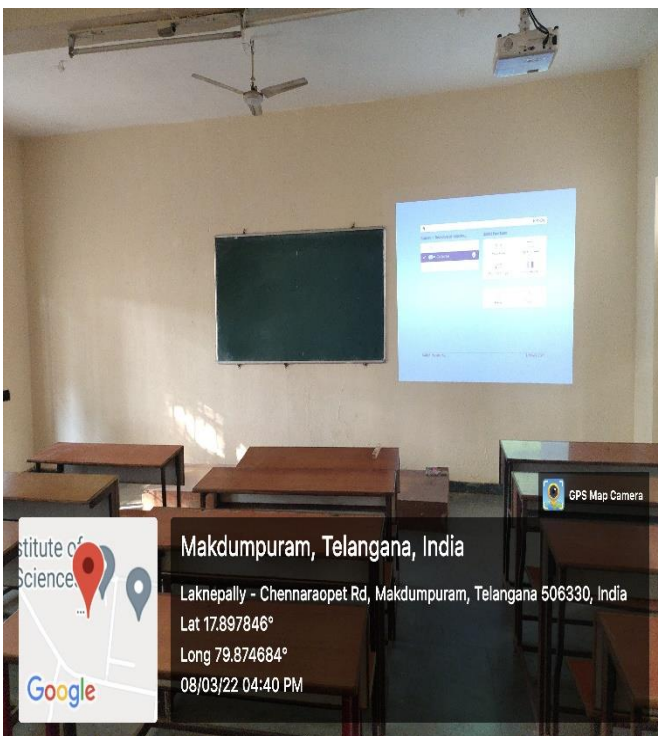 GPS Map Camera
stitute of
Science
Makdumpuram, Telangana, India
Laknepally - Chennaraopet Rd, Makdumpuram, Telangana 506330, India
Lat 17.897846°
Long 79.874684°
08/03/22 04:40 PM
Google